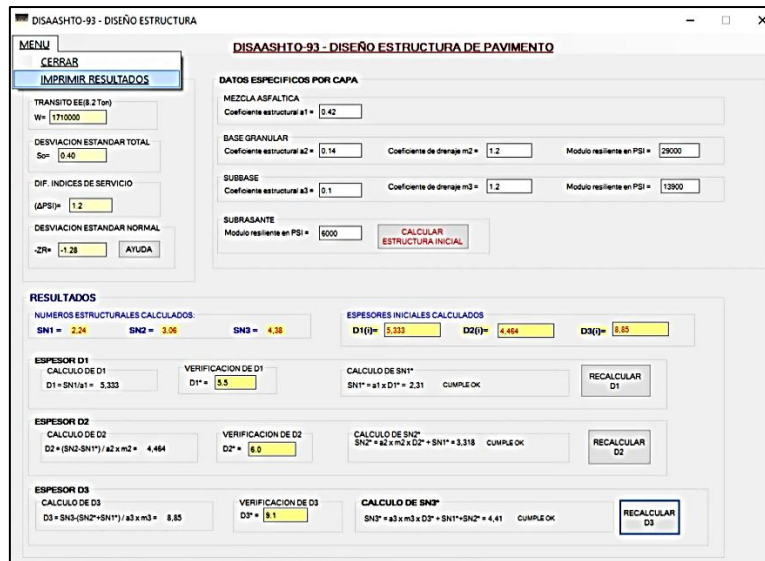 DISAASHTO-93 - DISEÑO ESTRUCTURA
MENU
CERRAR
IMPRIMIR RESULTADOS
DISAASHTO-93 - DISEÑO ESTRUCTURA DE PAVIMENTO
TRANSITO EE(8.2 Ton)
W= 1710000
DESVIACION ESTANDAR TOTAL
So= 0.40
DIF. INDICES DE SERVICIO
(ΔPSI)= 1.2
DESVIACION ESTANDAR NORMAL
-ZR= -1.28 AYUDA
DATOS ESPECIFICOS POR CAPA
MEZCLA ASFALTICA
Coeficiente estructural a1 = 0.42
BASE GRANULAR
Coeficiente estructural a2 = 0.14 Coeficiente de drenaje m2 = 1.2 Modulo resiliente en PSI = 29000
SUBBASE
Coeficiente estructural a3 = 0.1 Coeficiente de drenaje m3 = 1.2 Modulo resiliente en PSI = 13900
SUBRASANTE
Modulo resiliente en PSI = 6000 CALCULAR ESTRUCTURA INICIAL
RESULTADOS
NUMEROS ESTRUCTURALES CALCULADOS:
SN1 = 2,24 SN2 = 3,06 SN3 = 4,38
ESPESORES INICIALES CALCULADOS
D1(i)= 5,333 D2(i)= 4,464 D3(i)= 8,85
ESPESOR D1
CALCULO DE D1
D1 = SN1/a1 = 5,333
VERIFICACION DE D1
D1* = 5.5
CALCULO DE SN1*
SN1* = a1 x D1* = 2,31 CUMPLE OK
RECALCULAR D1
ESPESOR D2
CALCULO DE D2
D2 = (SN2-SN1*) / a2 x m2 = 4,464
VERIFICACION DE D2
D2* = 6.0
CALCULO DE SN2*
SN2* = a2 x m2 x D2* + SN1* = 3,318 CUMPLE OK
RECALCULAR D2
ESPESOR D3
CALCULO DE D3
D3 = SN3-(SN2*+SN1*) / a3 x m3 = 8,85
VERIFICACION DE D3
D3* = 9.1
CALCULO DE SN3*
SN3* = a3 x m3 x D3* + SN1*+SN2* = 4,41 CUMPLE OK
RECALCULAR D3